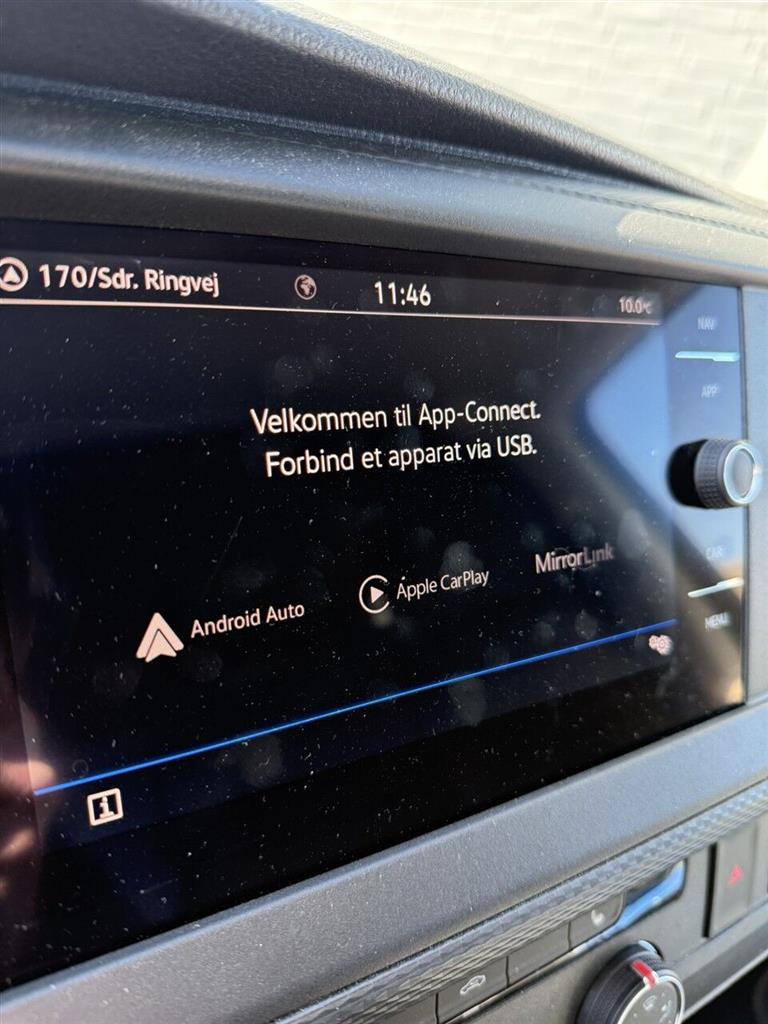 170/Sdr. Ringvej
11:46
10.0°C
NAV
APP
Velkommen til App-Connect.
Forbind et apparat via USB.
Android Auto
Apple CarPlay
MirrorLink
CAR
MENU